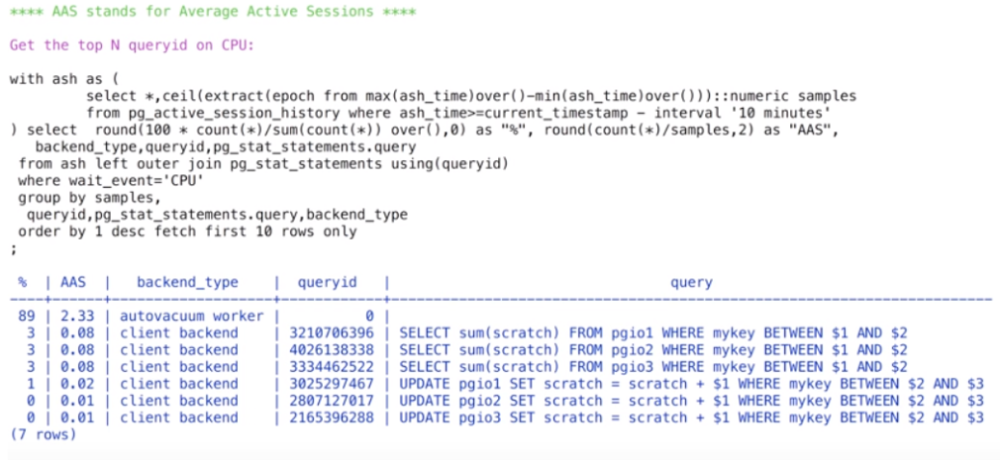 **** AAS stands for Average Active Sessions ****
Get the top N queryid on CPU:
with ash as (
select *,ceil(extract(epoch from max(ash_time)over()-min(ash_time)over()))::numeric samples
from pg_active_session_history where ash_time>=current_timestamp - interval '10 minutes'
) select  round(100 * count(*)/sum(count(*)) over(),0) as "%", round(count(*)/samples,2) as "AAS",
backend_type,queryid,pg_stat_statements.query
from ash left outer join pg_stat_statements using(queryid)
where wait_event='CPU'
group by samples,
queryid,pg_stat_statements.query,backend_type
order by 1 desc fetch first 10 rows only
;
% | AAS | backend_type | queryid | query
----+------+-------------------+------------+----------------------------------------------------------------------
89 | 2.33 | autovacuum worker | 0 |
3 | 0.08 | client backend | 3210706396 | SELECT sum(scratch) FROM pgio1 WHERE mykey BETWEEN $1 AND $2
3 | 0.08 | client backend | 4026138338 | SELECT sum(scratch) FROM pgio2 WHERE mykey BETWEEN $1 AND $2
3 | 0.08 | client backend | 3334462522 | SELECT sum(scratch) FROM pgio3 WHERE mykey BETWEEN $1 AND $2
1 | 0.02 | client backend | 3025297467 | UPDATE pgio1 SET scratch = scratch + $1 WHERE mykey BETWEEN $2 AND $3
0 | 0.01 | client backend | 2807127017 | UPDATE pgio2 SET scratch = scratch + $1 WHERE mykey BETWEEN $2 AND $3
0 | 0.01 | client backend | 2165396288 | UPDATE pgio3 SET scratch = scratch + $1 WHERE mykey BETWEEN $2 AND $3
(7 rows)